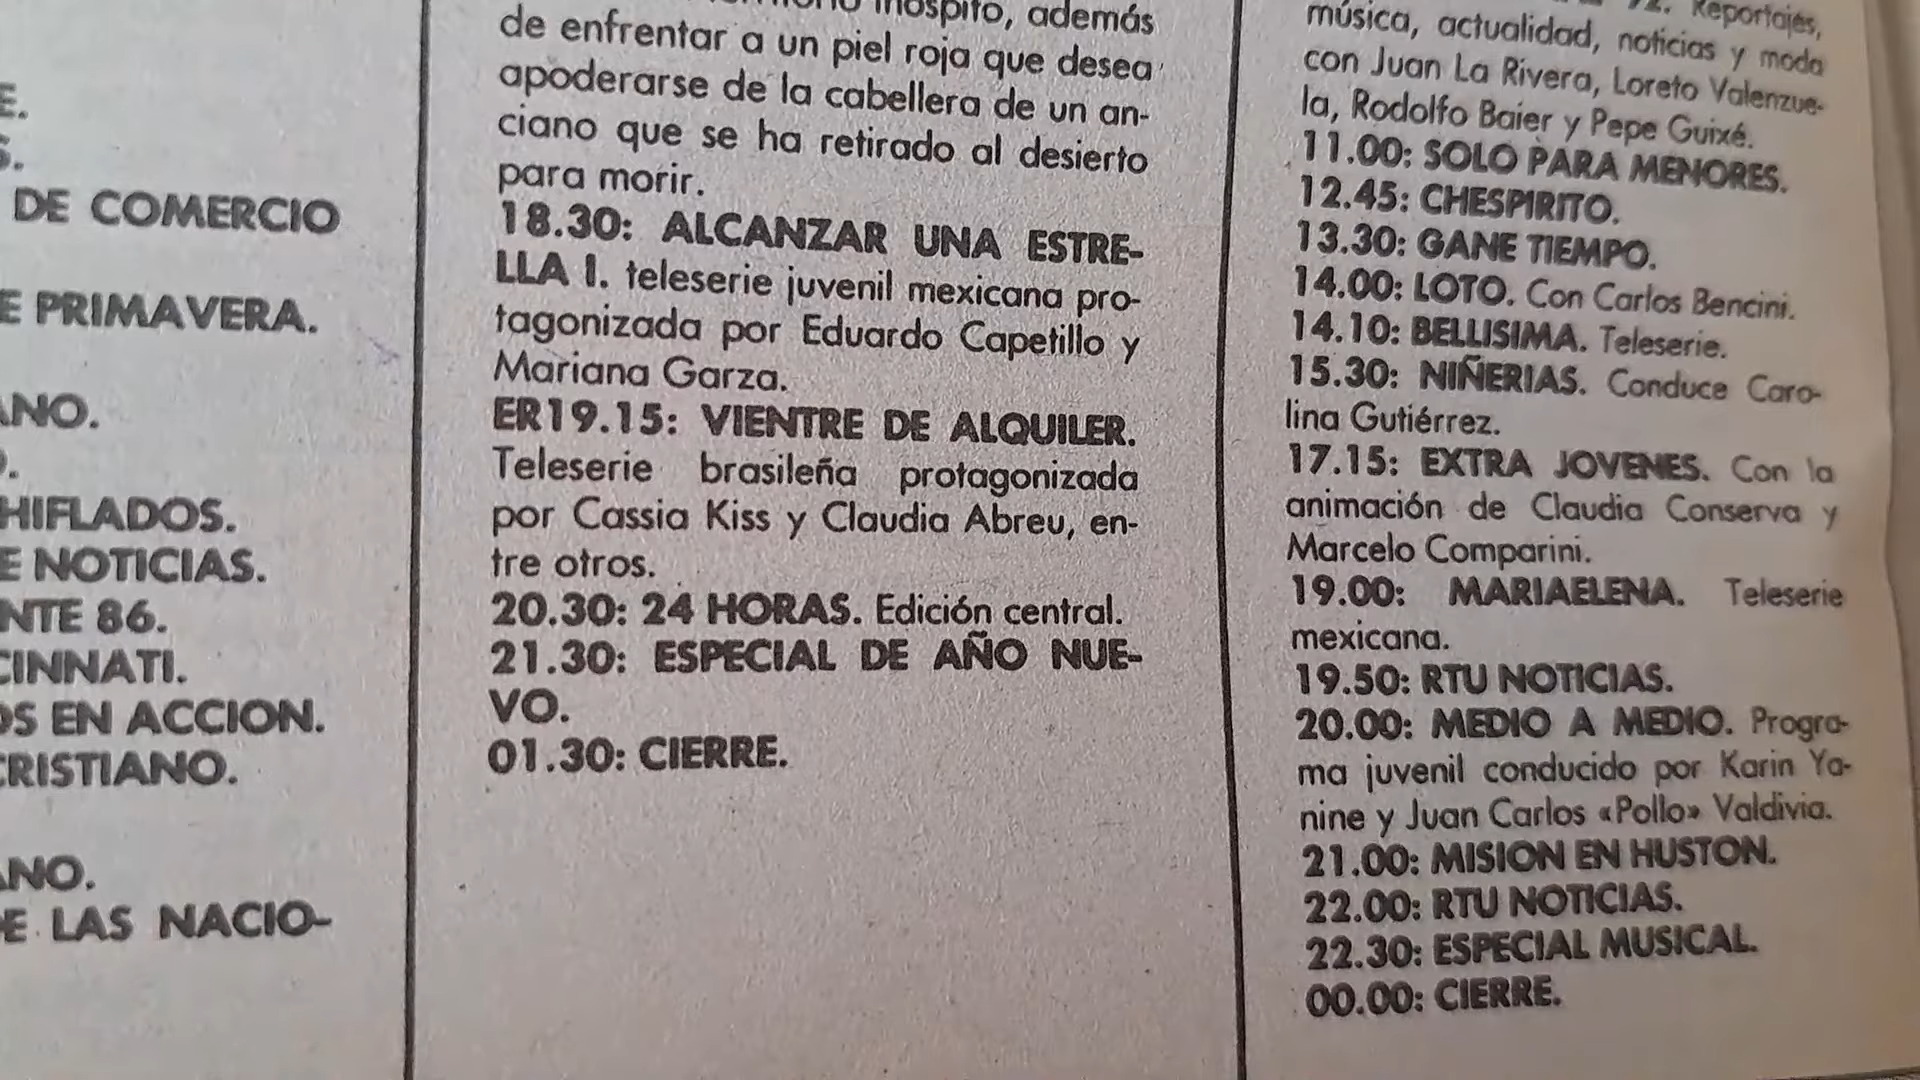 E.
S.
DE COMERCIO
E PRIMAVERA.
ANO.
O.
HIFLADOS.
E NOTICIAS.
NTE 86.
CINNATI.
OS EN ACCION.
CRISTIANO.
ANO.
DE LAS NACIO-
inhóspito, además
de enfrentar a un piel roja que desea
apoderarse de la cabellera de un an-
ciano que se ha retirado al desierto
para morir.
18.30: ALCANZAR UNA ESTRE-
LLA I. teleserie juvenil mexicana pro-
tagonizada por Eduardo Capetillo y
Mariana Garza.
ER19.15: VIENTRE DE ALQUILER.
Teleserie brasileña protagonizada
por Cassia Kiss y Claudia Abreu, en-
tre otros.
20.30: 24 HORAS. Edición central.
21.30: ESPECIAL DE AÑO NUE-
VO.
01.30: CIERRE.
92. Reportajes,
música, actualidad, noticias y moda
con Juan La Rivera, Loreto Valenzue-
la, Rodolfo Baier y Pepe Guixé.
11.00: SOLO PARA MENORES.
12.45: CHESPIRITO.
13.30: GANE TIEMPO.
14.00: LOTO. Con Carlos Bencini.
14.10: BELLISIMA. Teleserie.
15.30: NIÑERIAS. Conduce Caro-
lina Gutiérrez.
17.15: EXTRA JOVENES. Con la
animación de Claudia Conserva y
Marcelo Comparini.
19.00: MARIAELENA. Teleserie
mexicana.
19.50: RTU NOTICIAS.
20.00: MEDIO A MEDIO. Progra-
ma juvenil conducido por Karin Ya-
nine y Juan Carlos «Pollo» Valdivia.
21.00: MISION EN HUSTON.
22.00: RTU NOTICIAS.
22.30: ESPECIAL MUSICAL.
00.00: CIERRE.